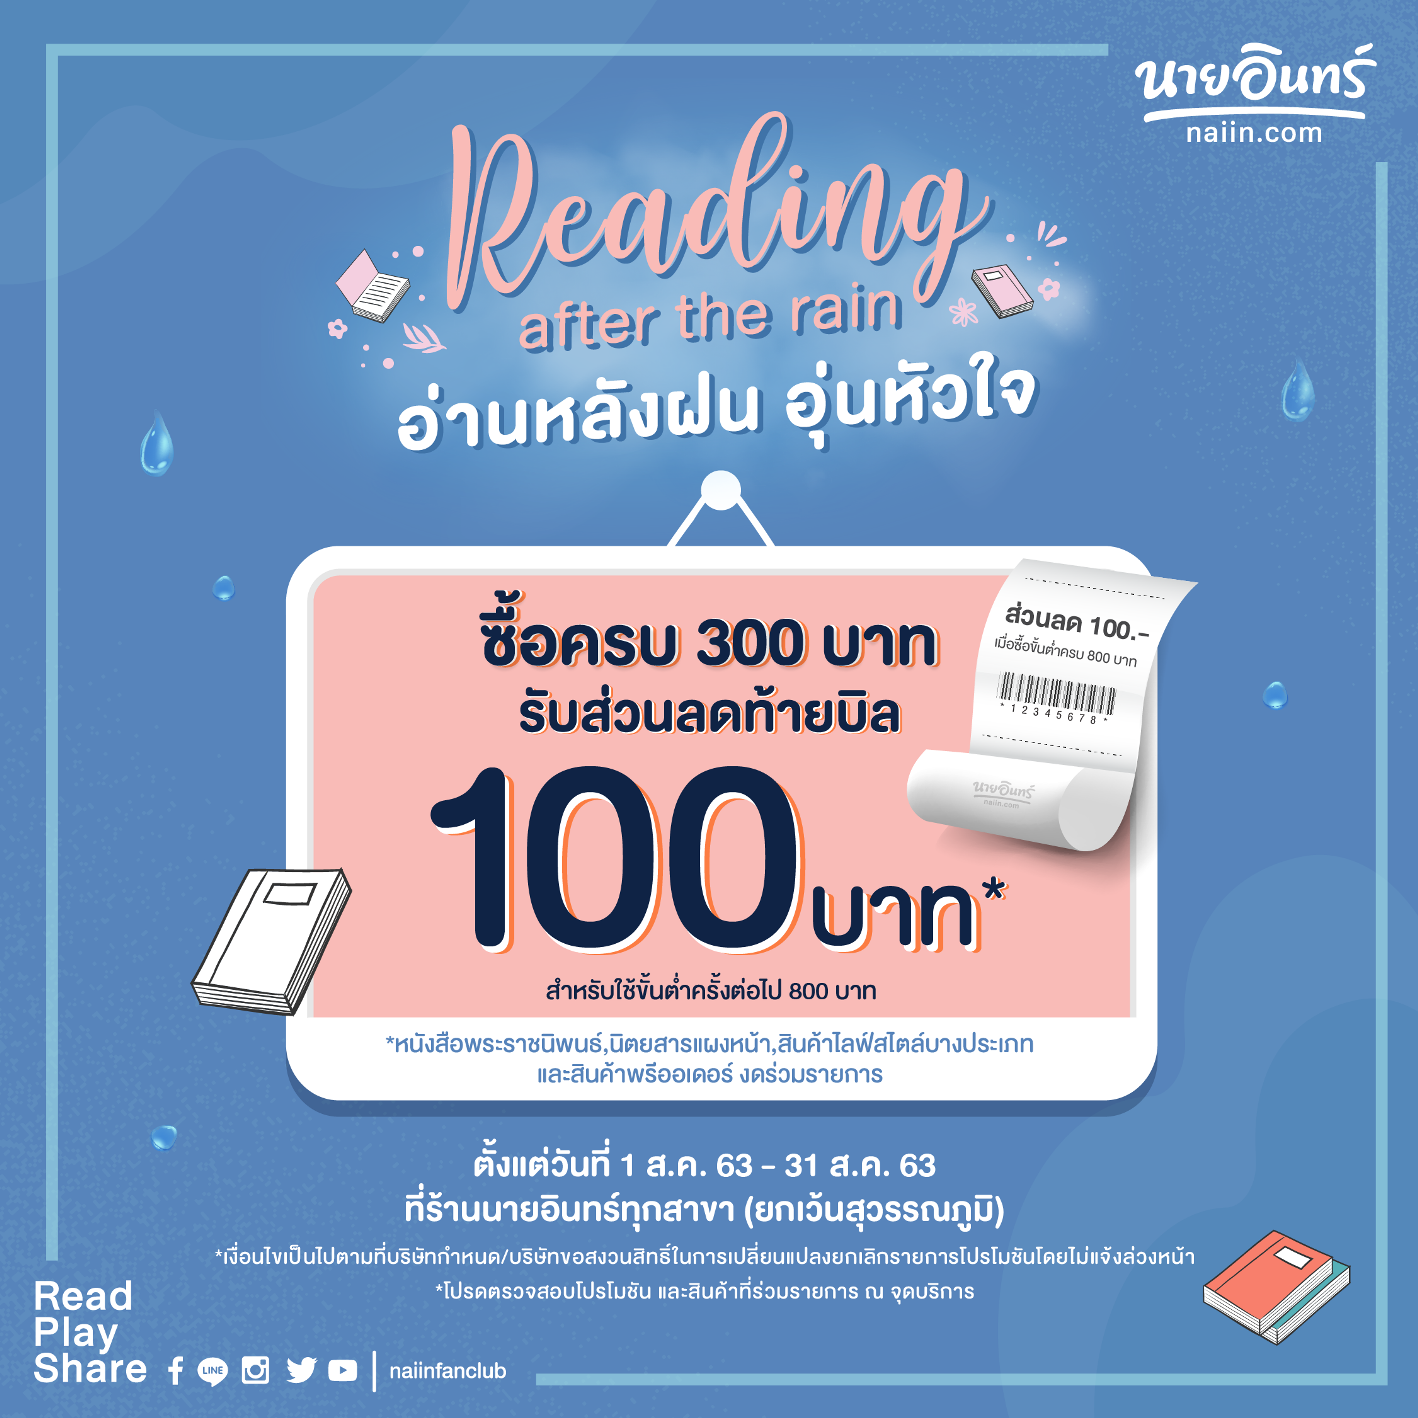 นายอินทร์
naiin.com
Reading
after the rain
อ่านหลังฝน อุ่นหัวใจ
ซื้อครบ 300 บาท
รับส่วนลดท้ายบิล
100 บาท*
สำหรับใช้ขั้นต่ำครั้งต่อไป 800 บาท
ส่วนลด 100.-
เมื่อซื้อขั้นต่ำครบ 800 บาท
*12345678*
นายอินทร์
naiin.com
*หนังสือพระราชนิพนธ์,นิตยสารแผงหน้า,สินค้าไลฟ์สไตล์บางประเภท
และสินค้าพรีออเดอร์ งดร่วมรายการ
ตั้งแต่วันที่ 1 ส.ค. 63 - 31 ส.ค. 63
ที่ร้านนายอินทร์ทุกสาขา (ยกเว้นสุวรรณภูมิ)
*เงื่อนไขเป็นไปตามที่บริษัทกำหนด/บริษัทขอสงวนสิทธิ์ในการเปลี่ยนแปลงยกเลิกรายการโปรโมชันโดยไม่แจ้งล่วงหน้า
*โปรดตรวจสอบโปรโมชัน และสินค้าที่ร่วมรายการ ณ จุดบริการ
Read
Play
Share
LINE
naiinfanclub